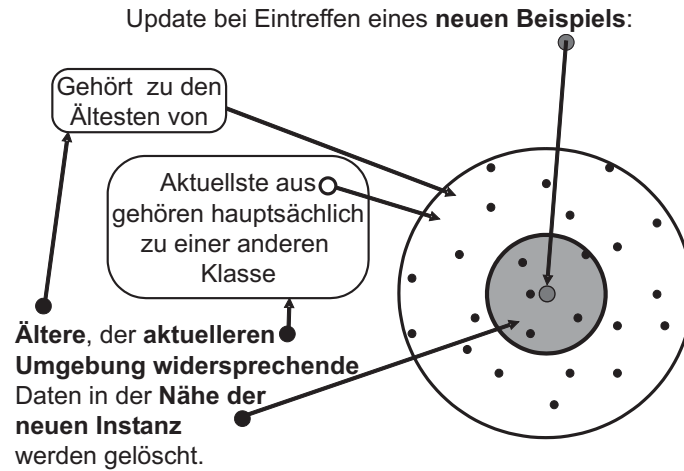 Update bei Eintreffen eines neuen Beispiels:
Gehört zu den
Ältesten von
Aktuellste aus
gehören hauptsächlich
zu einer anderen
Klasse
Ältere, der aktuelleren
Umgebung widersprechende
Daten in der Nähe der
neuen Instanz
werden gelöscht.